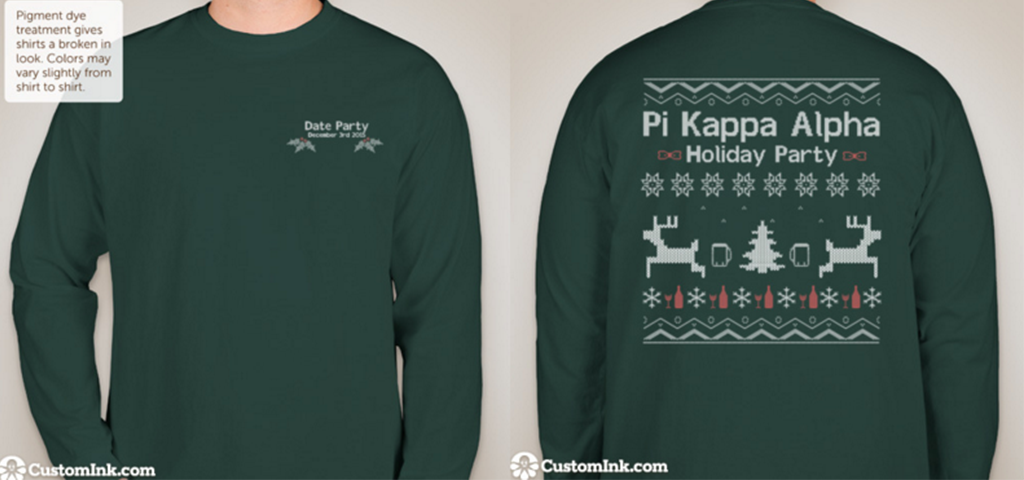 Pigment dye
treatment gives
shirts a broken in
look. Colors may
vary slightly from
shirt to shirt.
Date Party
December 3rd 2015
CustomInk.com
Pi Kappa Alpha
Holiday Party
CustomInk.com